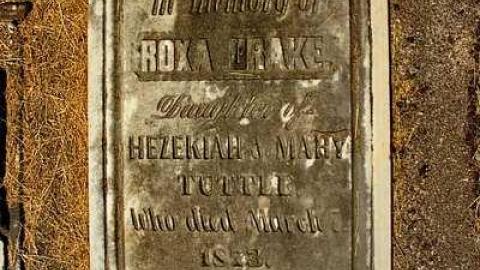 In memory of
ROXA DRAKE.
Daughter of
HEZEKIAH & MARY
TUTTLE
Who died March